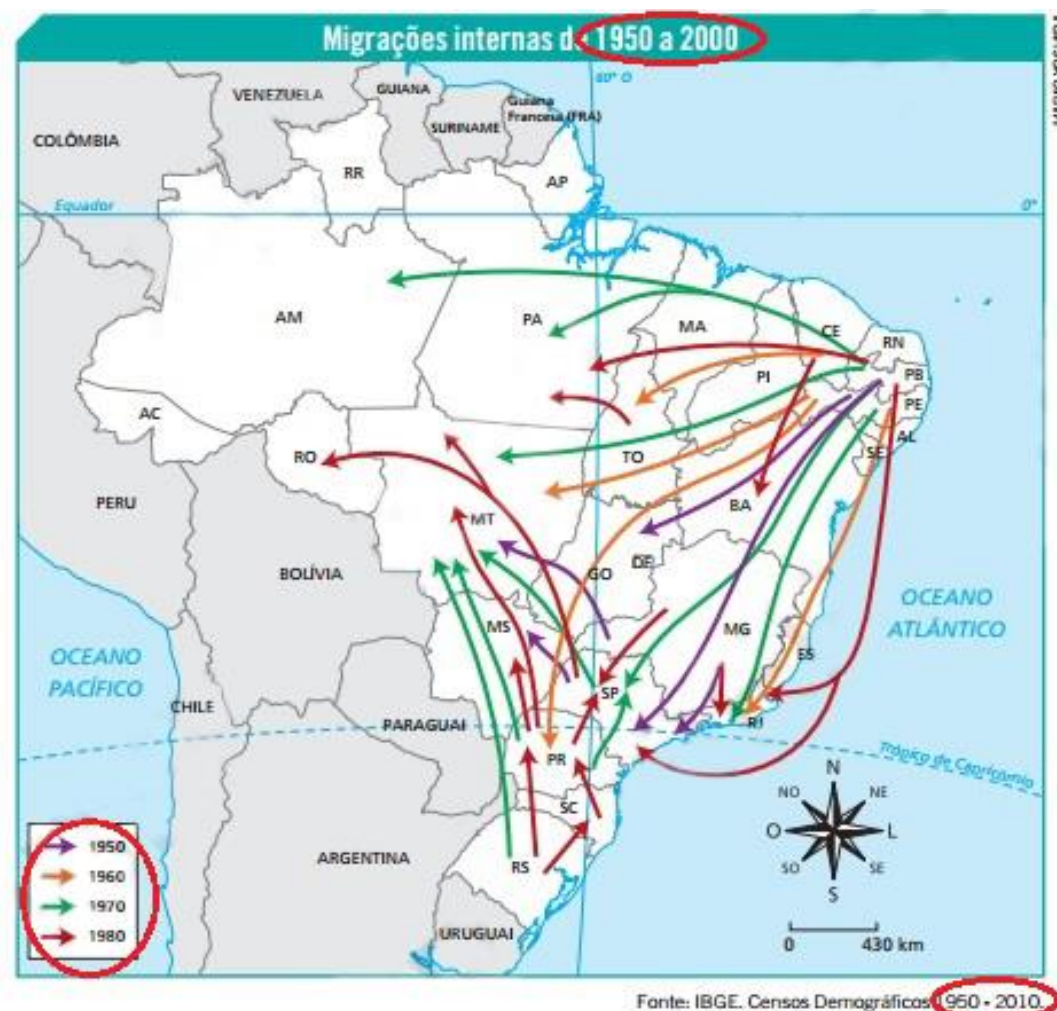 Migrações internas de 1950 a 2000
60° O
VENEZUELA
GUIANA
Guiana
Francesa (FRA)
SURINAME
COLÔMBIA
RR
AP
Equador
0°
AM
PA
MA
CE
RN
PB
PE
AL
SE
PI
AC
RO
TO
BA
PERU
MT
BOLÍVIA
GO
DF
MS
MG
ES
OCEANO
ATLÂNTICO
OCEANO
PACÍFICO
CHILE
SP
RJ
PARAGUAI
Trópico de Capricórnio
PR
SC
RS
ARGENTINA
URUGUAI
N
NO
NE
O
L
SO
SE
S
0
430 km
1950
1960
1970
1980
Fonte: IBGE. Censos Demográficos 1950 - 2010.